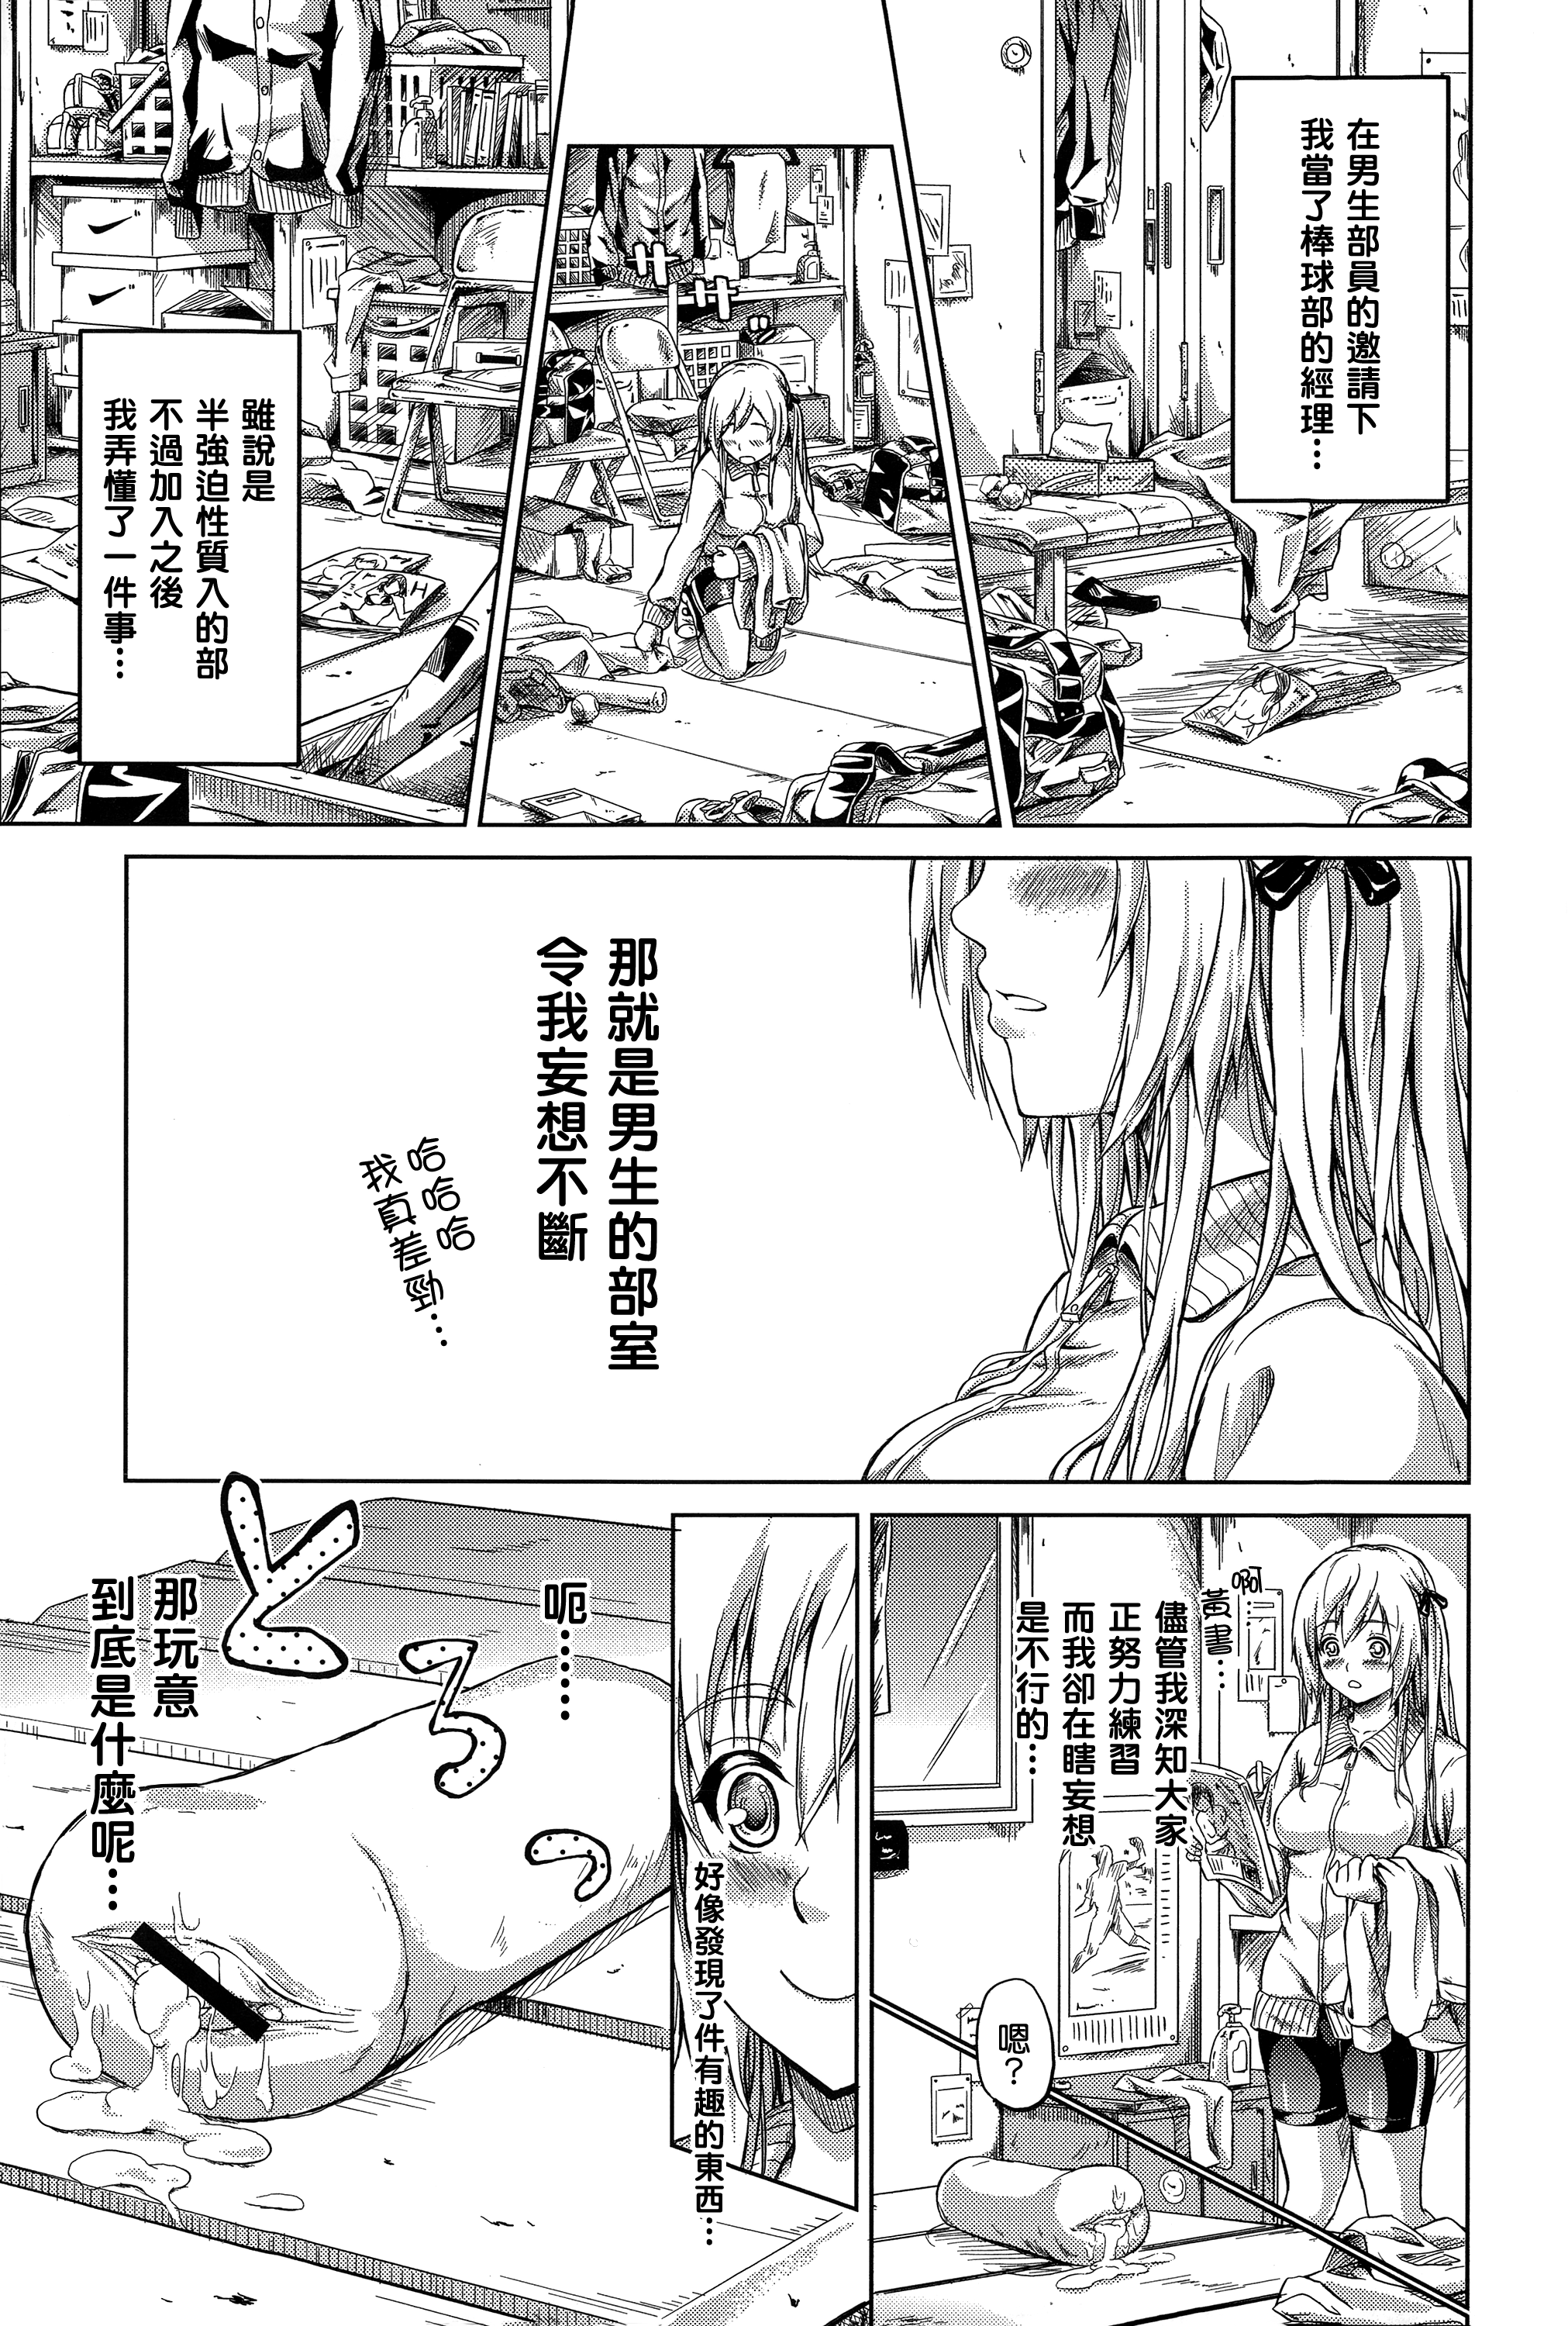 在男生部員的邀請下
我當了棒球部的經理…
雖說是
半強迫性質入的部
不過加入之後
我弄懂了一件事…
那就是男生的部室
令我妄想不斷
哈哈哈
我真差勁…
啊…
黃書…
儘管我深知大家
正努力練習
而我卻在瞎妄想
是不行的…
嗯?
好像發現了件有趣的東西…
呃……
とろっ
那玩意
到底是什麼呢…